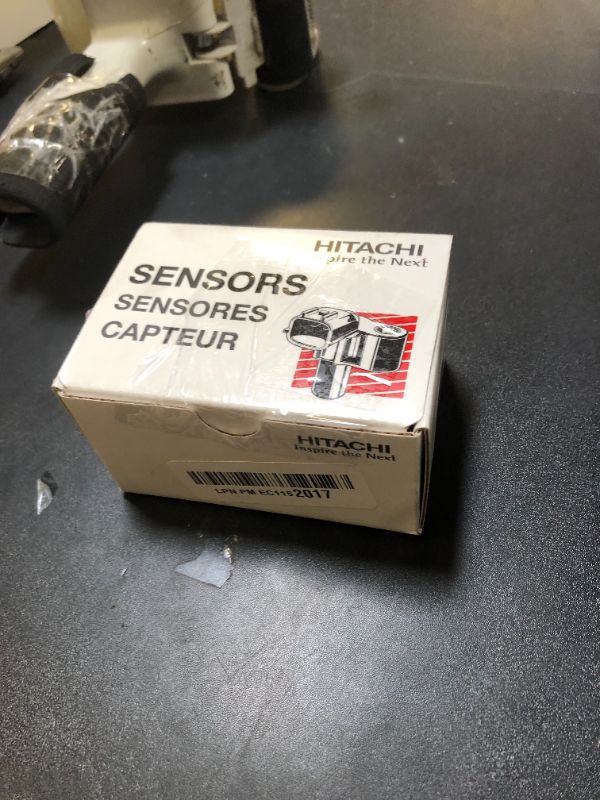 HITACHI
Inspire the Next
SENSORS
SENSORES
CAPTEUR
HITACHI
Inspire the Next
LPN PM EC1152017